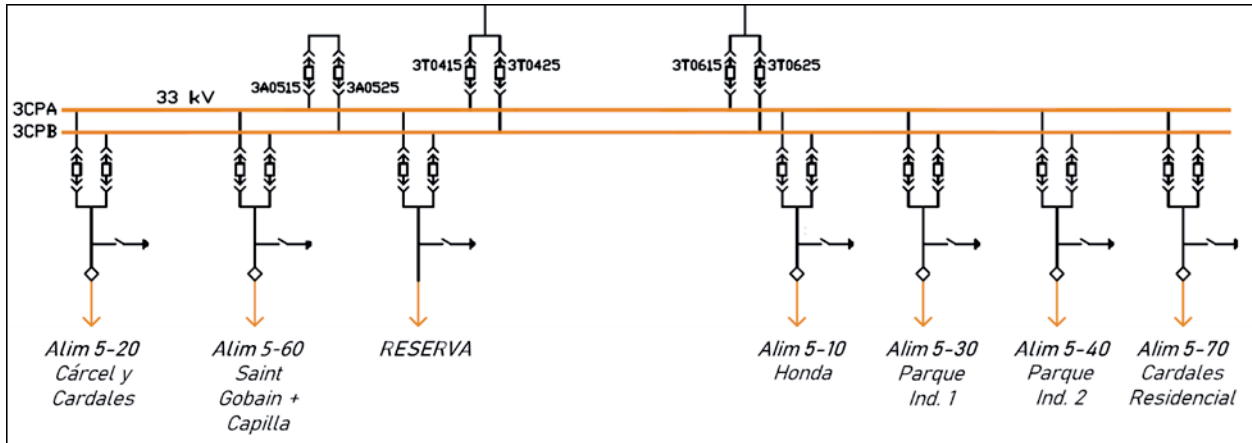 3T0415
3T0425
3T0615
3T0625
3A0515
3A0525
33 kV
3CPA
3CPB
Alim 5-20
Cárcel y
Cardales
Alim 5-60
Saint
Gobain +
Capilla
RESERVA
Alim 5-10
Honda
Alim 5-30
Parque
Ind. 1
Alim 5-40
Parque
Ind. 2
Alim 5-70
Cardales
Residencial